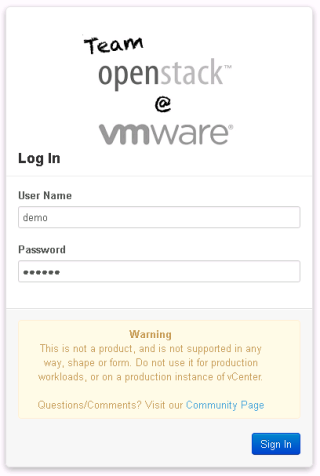 Team
openstack™
@
vmware®
Log In
User Name
demo
Password
••••••
Warning
This is not a product, and is not supported in any
way, shape or form. Do not use it for production
workloads, or on a production instance of vCenter.
Questions/Comments? Visit our Community Page
Sign In